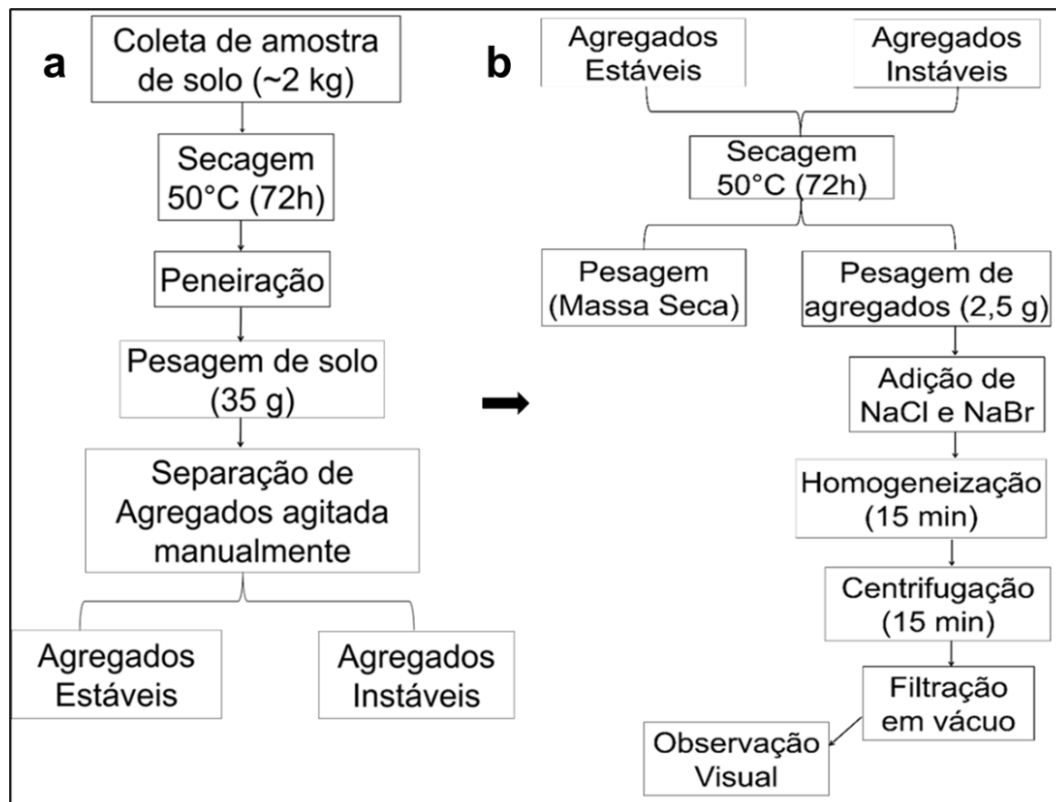 a
Coleta de amostra
de solo (~2 kg)
Secagem
50°C (72h)
Peneiração
Pesagem de solo
(35 g)
Separação de
Agregados agitada
manualmente
Agregados
Estáveis
Agregados
Instáveis
b
Agregados
Estáveis
Agregados
Instáveis
Secagem
50°C (72h)
Pesagem
(Massa Seca)
Pesagem de
agregados (2,5 g)
Adição de
NaCl e NaBr
Homogeneização
(15 min)
Centrifugação
(15 min)
Filtração
em vácuo
Observação
Visual